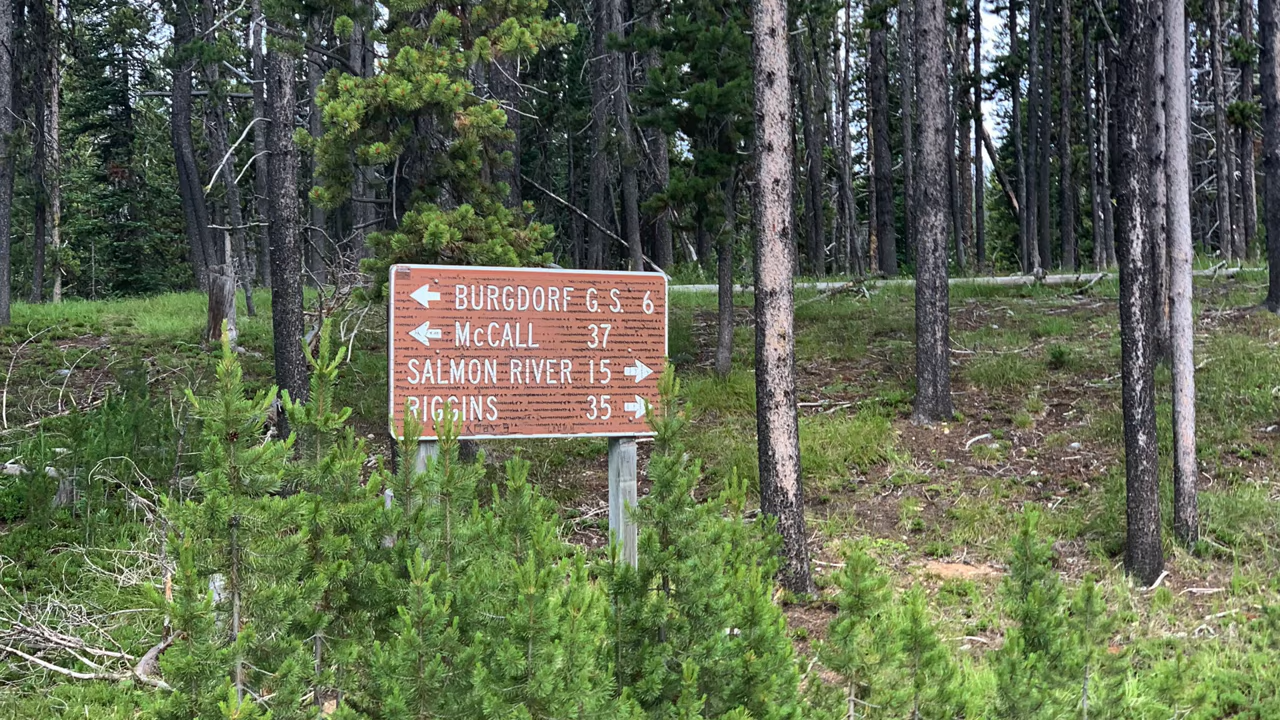 ← BURGDORF G.S. 6
← McCALL 37
SALMON RIVER 15 →
RIGGINS 35 →